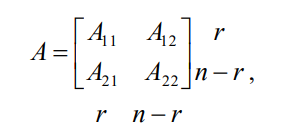 A = [ A₁₁ A₁₂ ] r
[ A₂₁ A₂₂ ] n − r ,
r n − r